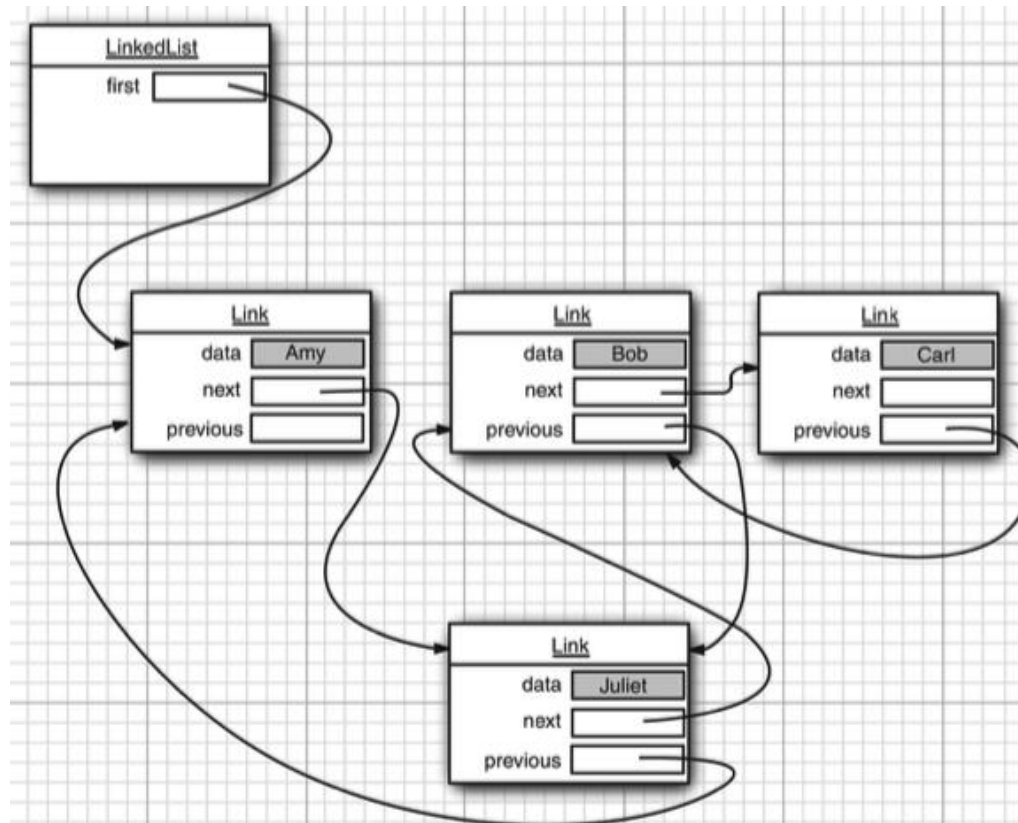 LinkedList
first
Link
data Amy
next
previous
Link
data Bob
next
previous
Link
data Carl
next
previous
Link
data Juliet
next
previous